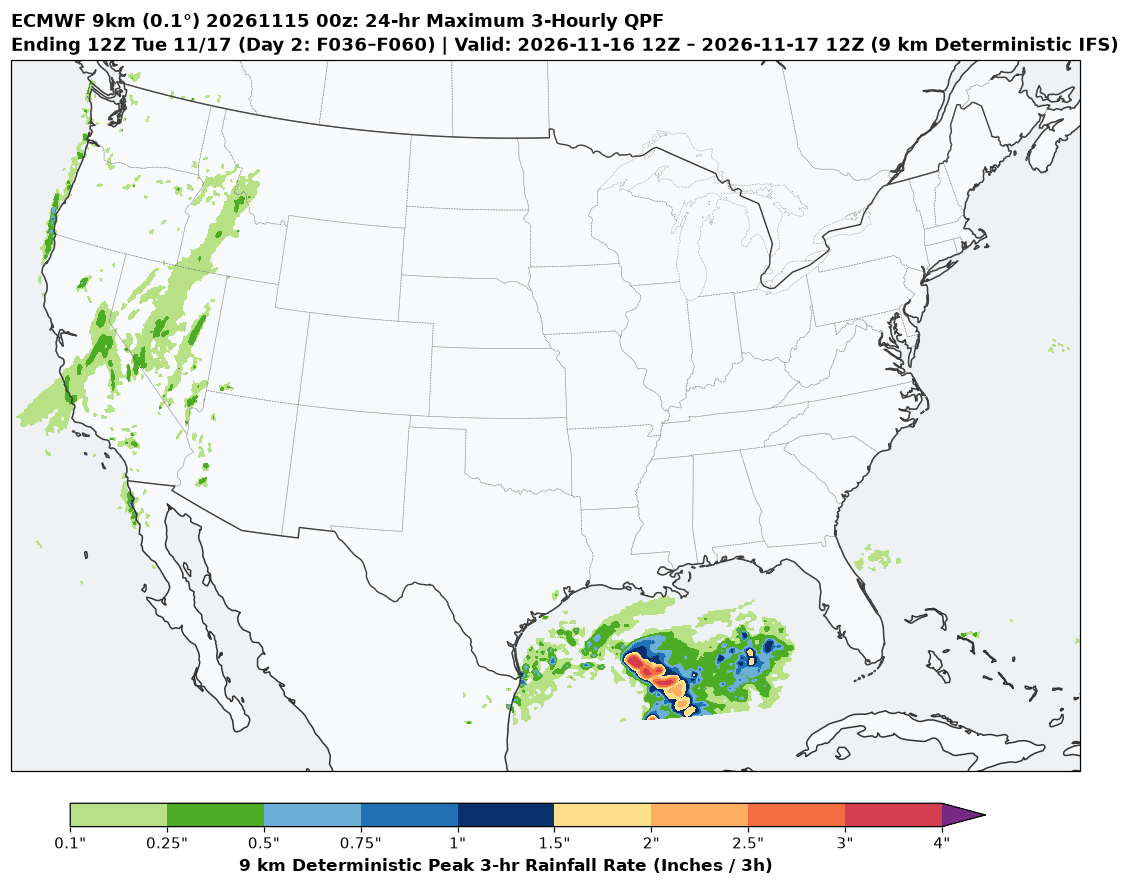 ECMWF 9km (0.1°) 20261115 00z: 24-hr Maximum 3-Hourly QPF
Ending 12Z Tue 11/17 (Day 2: F036–F060) | Valid: 2026-11-16 12Z – 2026-11-17 12Z (9 km Deterministic IFS)
0.1" 0.25" 0.5" 0.75" 1" 1.5" 2" 2.5" 3" 4"
9 km Deterministic Peak 3-hr Rainfall Rate (Inches / 3h)